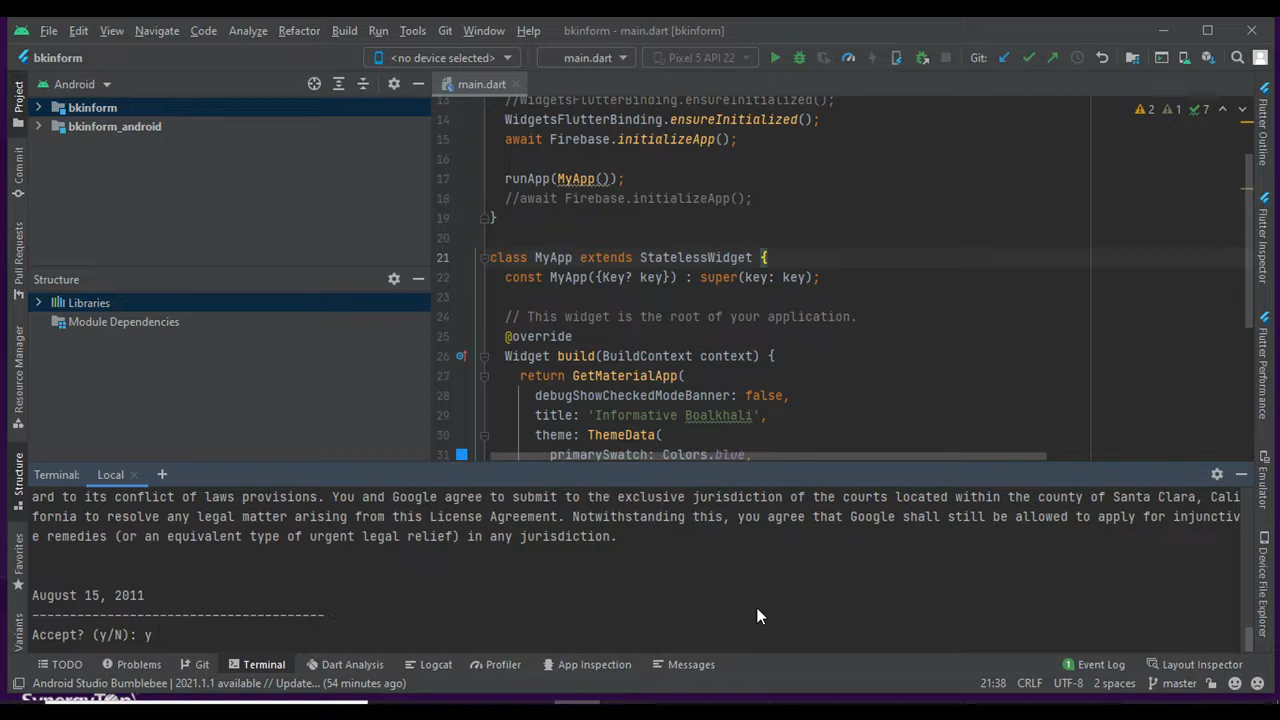 File Edit View Navigate Code Analyze Refactor Build Run Tools Git Window Help bkinform - main.dart [bkinform]
bkinform <no device selected> main.dart Pixel 5 API 22 Git:
Android main.dart
bkinform
bkinform_android
Structure
Libraries
Module Dependencies
Project
Commit
Pull Requests
Resource Manager
Structure
Favorites
Variants
2 1 7
13 //WidgetsFlutterBinding.ensureInitialized();
14 WidgetsFlutterBinding.ensureInitialized();
15 await Firebase.initializeApp();
16
17 runApp(MyApp());
18 //await Firebase.initializeApp();
19 }
20
21 class MyApp extends StatelessWidget {
22 const MyApp({Key? key}) : super(key: key);
23
24 // This widget is the root of your application.
25 @override
26 Widget build(BuildContext context) {
27 return GetMaterialApp(
28 debugShowCheckedModeBanner: false,
29 title: 'Informative Boalkhali',
30 theme: ThemeData(
31 primarySwatch: Colors.blue,
Flutter Outline
Flutter Inspector
Flutter Performance
Emulator
Device File Explorer
Terminal: Local
ard to its conflict of laws provisions. You and Google agree to submit to the exclusive jurisdiction of the courts located within the county of Santa Clara, Cali
fornia to resolve any legal matter arising from this License Agreement. Notwithstanding this, you agree that Google shall still be allowed to apply for injunctiv
e remedies (or an equivalent type of urgent legal relief) in any jurisdiction.
August 15, 2011
---------------------------------------
Accept? (y/N): y
TODO Problems Git Terminal Dart Analysis Logcat Profiler App Inspection Messages 1 Event Log Layout Inspector
Android Studio Bumblebee | 2021.1.1 available // Update... (54 minutes ago) 21:38 CRLF UTF-8 2 spaces master